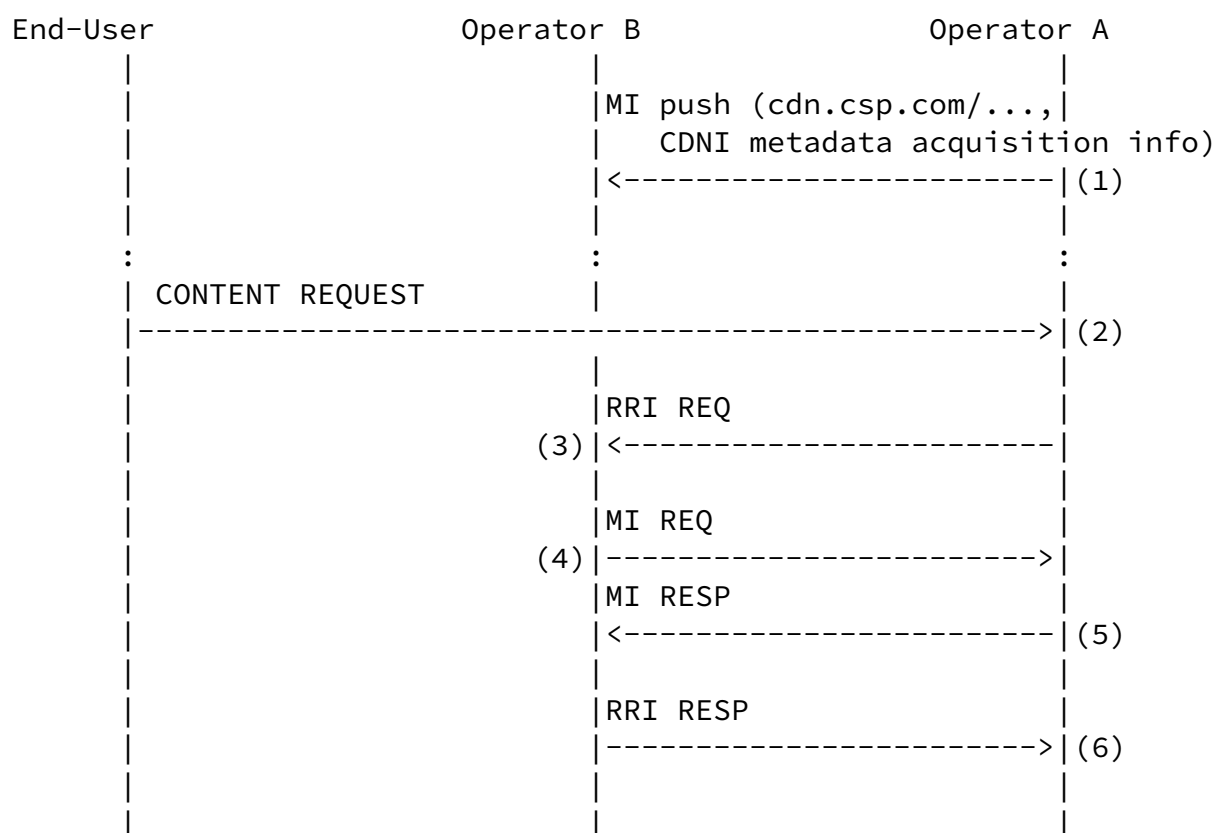 End-User Operator B Operator A
MI push (cdn.csp.com/...,
CDNI metadata acquisition info)
(1)
CONTENT REQUEST
(2)
RRI REQ
(3)
MI REQ
(4)
MI RESP
(5)
RRI RESP
(6)